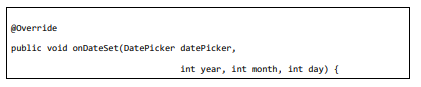 @Override
public void onDateSet(DatePicker datePicker,
int year, int month, int day) {